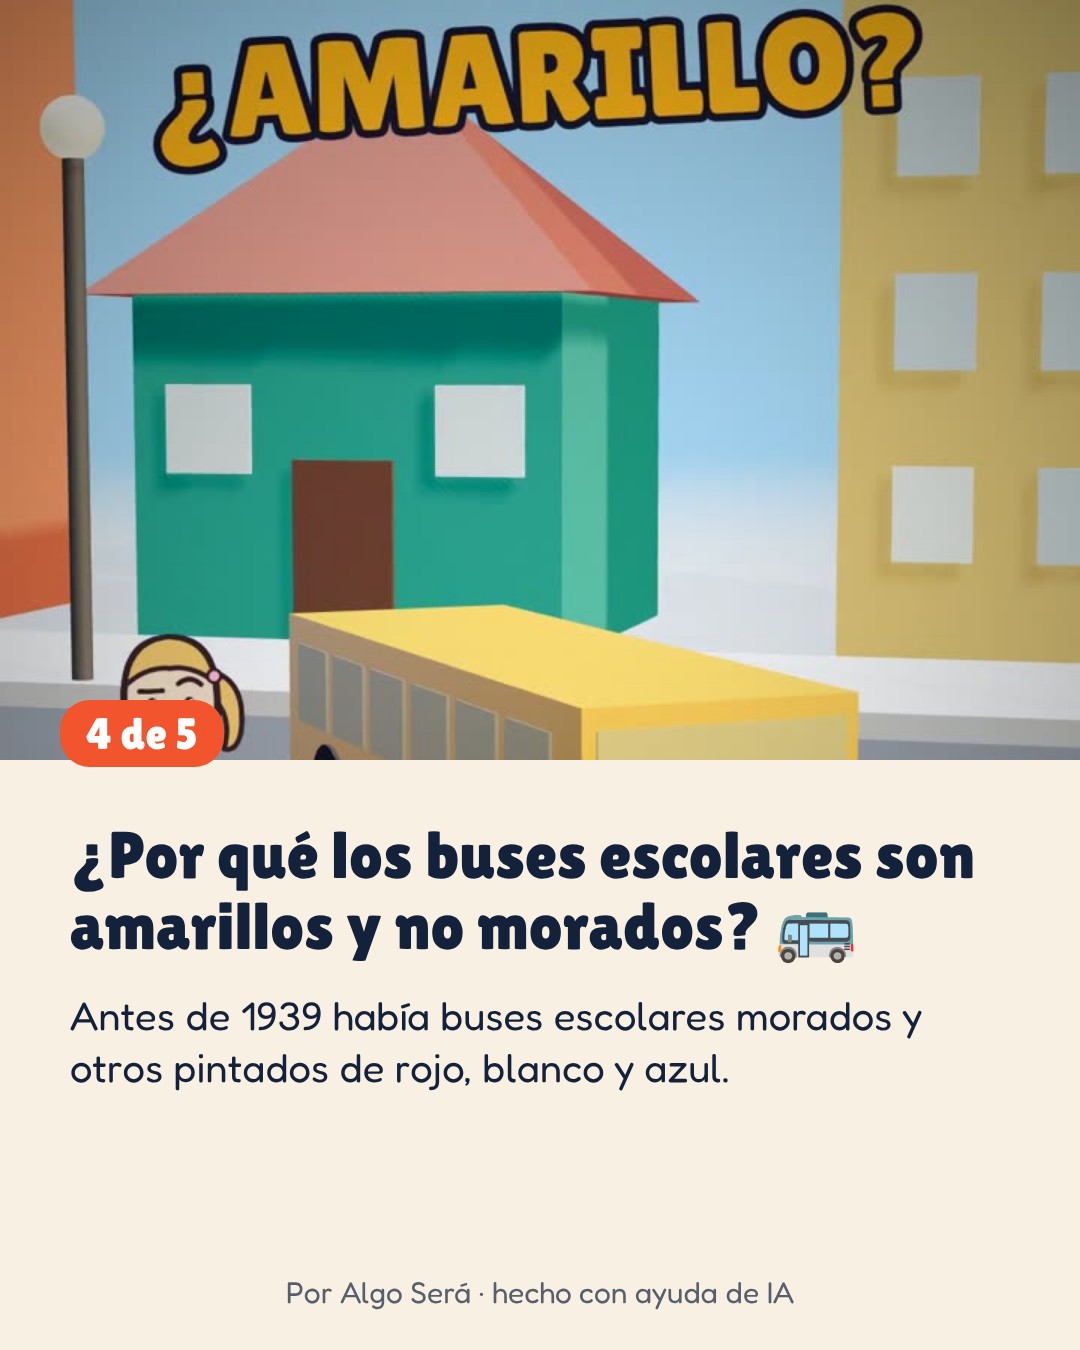 ¿AMARILLO?
4 de 5
¿Por qué los buses escolares son
amarillos y no morados? 🚌
Antes de 1939 había buses escolares morados y
otros pintados de rojo, blanco y azul.
Por Algo Será · hecho con ayuda de IA